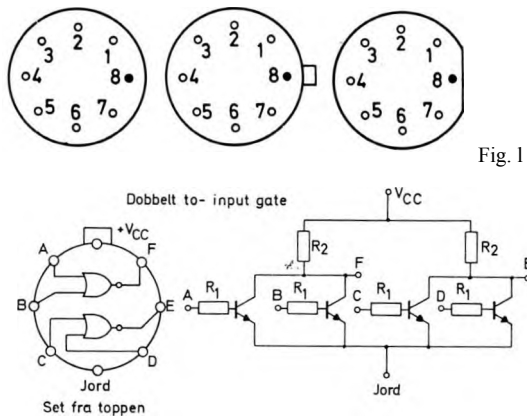 2 2 2
3 1 3 1 3 1
4 8 4 8 4 8
5 7 5 7 5 7
6 6 6
Fig. 1
Dobbelt to- input gate
VCC
+VCC
A F
R2 R2
F E
B E
A R1 B R1 C R1 D R1
C D
Jord Jord
Set fra toppen